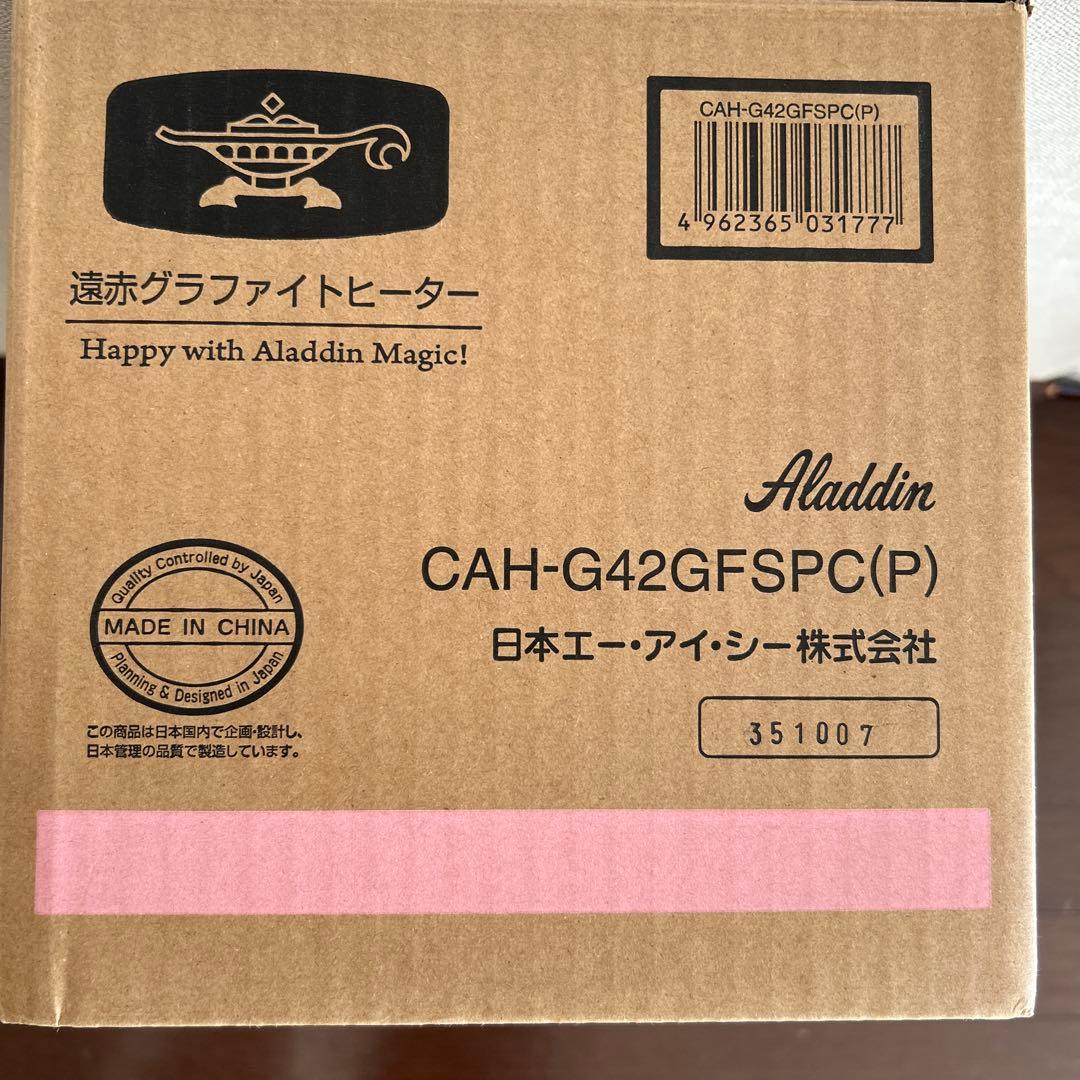 CAH-G42GFSPC(P)
4 962365 031777
遠赤グラファイトヒーター
Happy with Aladdin Magic!
Aladdin
CAH-G42GFSPC(P)
日本エー・アイ・シー株式会社
351007
Quality Controlled by Japan
MADE IN CHINA
Planning & Designed in Japan
この商品は日本国内で企画・設計し、
日本管理の品質で製造しています。